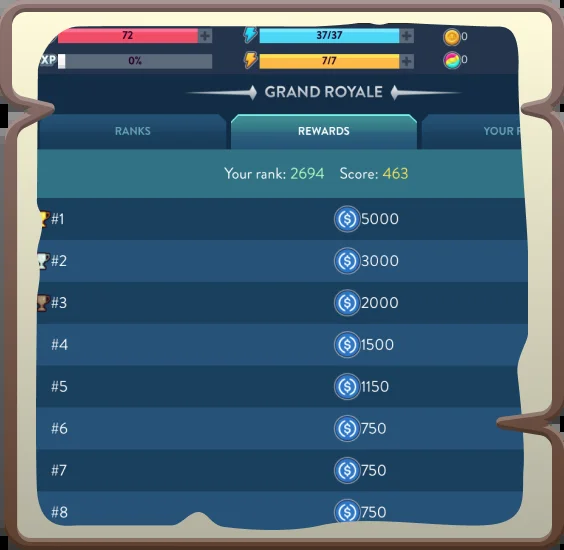 72 37/37 0
XP 0% 7/7 0
GRAND ROYALE
RANKS REWARDS YOUR
Your rank: 2694 Score: 463
#1 5000
#2 3000
#3 2000
#4 1500
#5 1150
#6 750
#7 750
#8 750